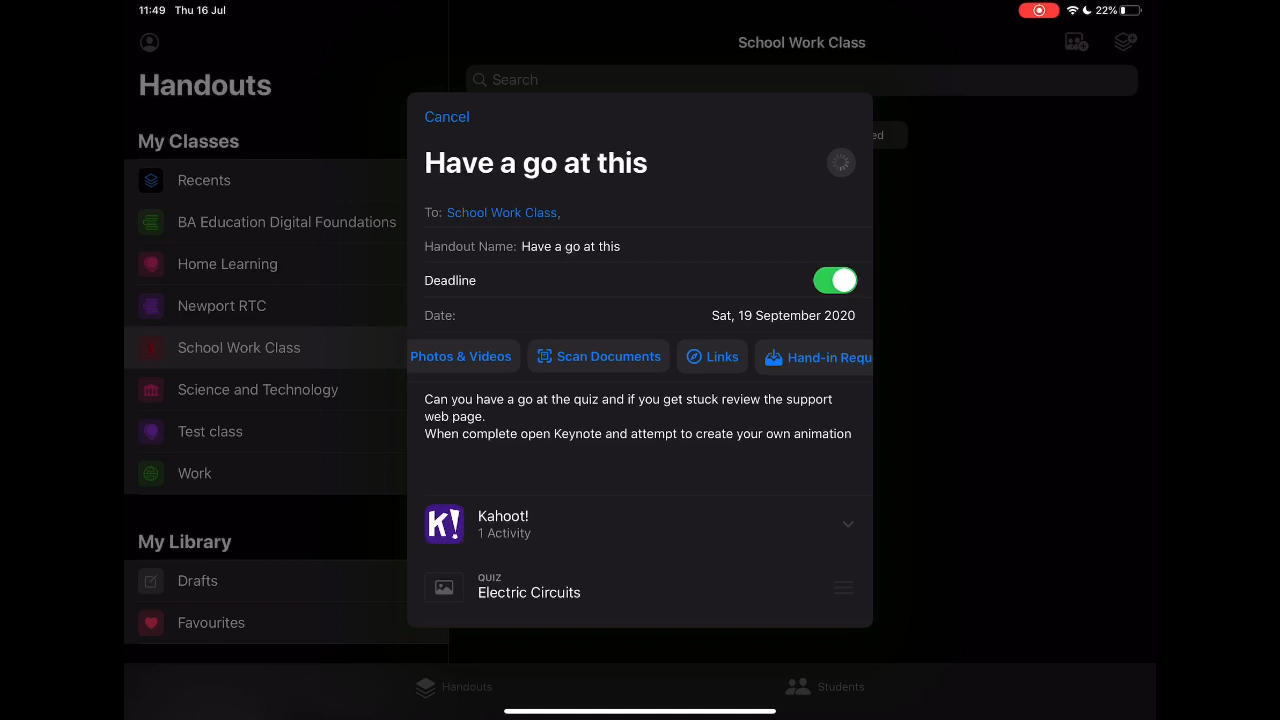 11:49 Thu 16 Jul
22%
Handouts
My Classes
Recents
BA Education Digital Foundations
Home Learning
Newport RTC
School Work Class
Science and Technology
Test class
Work
My Library
Drafts
Favourites
School Work Class
Search
ed
Cancel
Have a go at this
To: School Work Class,
Handout Name: Have a go at this
Deadline
Date: Sat, 19 September 2020
Photos & Videos Scan Documents Links Hand-in Requ
Can you have a go at the quiz and if you get stuck review the support
web page.
When complete open Keynote and attempt to create your own animation
K!
Kahoot!
1 Activity
QUIZ
Electric Circuits
Handouts Students